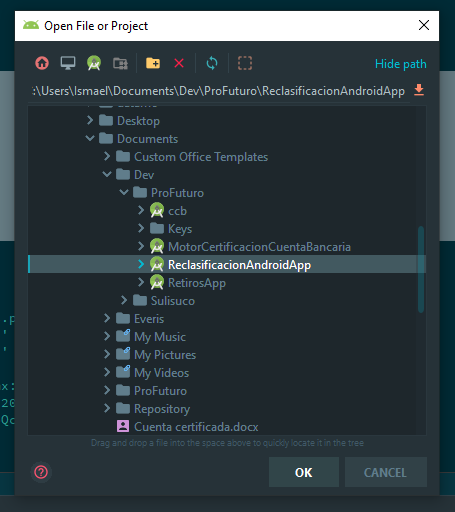 Open File or Project
Hide path
:\Users\Ismael\Documents\Dev\ProFuturo\ReclasificacionAndroidApp
Desktop
Documents
Custom Office Templates
Dev
ProFuturo
ccb
Keys
MotorCertificacionCuentaBancaria
ReclasificacionAndroidApp
RetirosApp
Sulisuco
Everis
My Music
My Pictures
My Videos
ProFuturo
Repository
Cuenta certificada.docx
Drag and drop a file into the space above to quickly locate it in the tree
?
OK
CANCEL